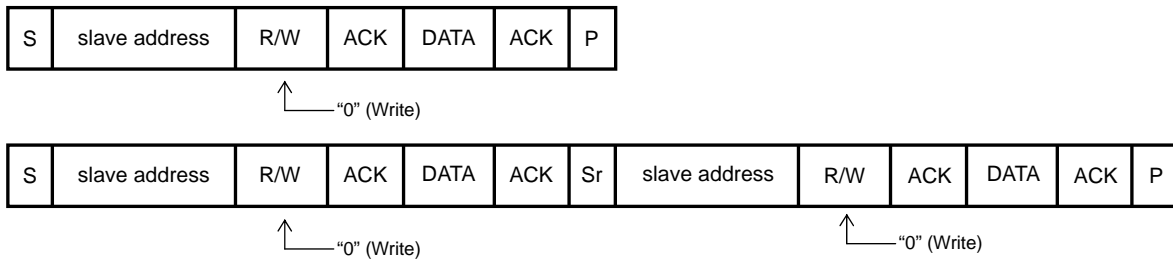 S slave address R/W ACK DATA ACK P
“0” (Write)
S slave address R/W ACK DATA ACK Sr slave address R/W ACK DATA ACK P
“0” (Write) “0” (Write)